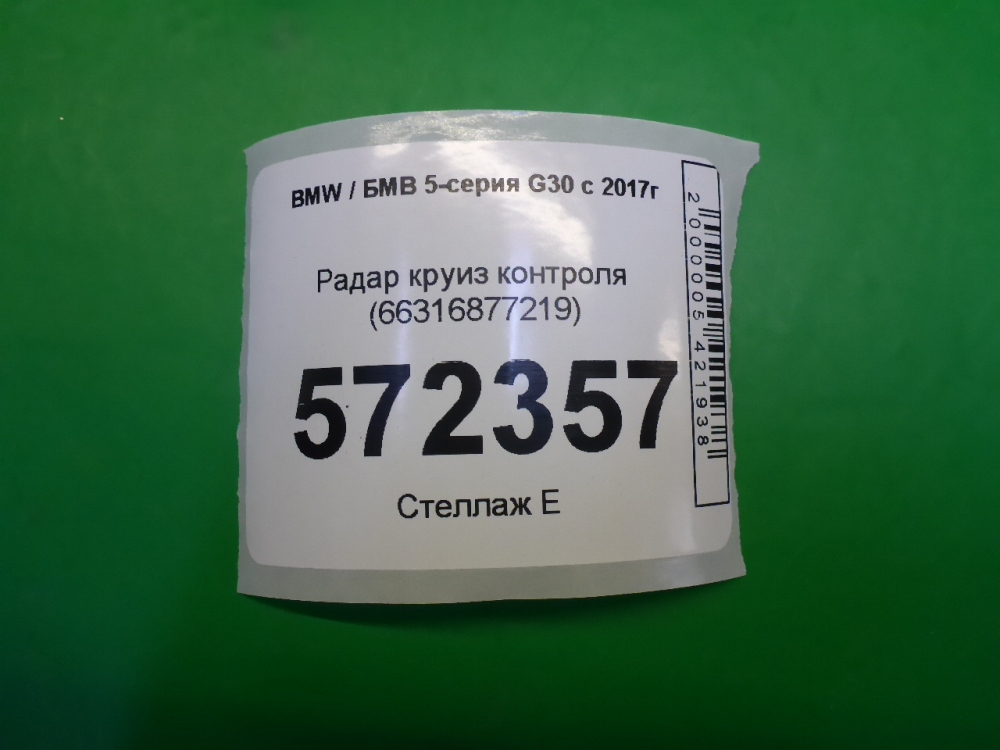 BMW / БМВ 5-серия G30 с 2017г
Радар круиз контроля
(66316877219)
572357
Стеллаж Е
2000005421938